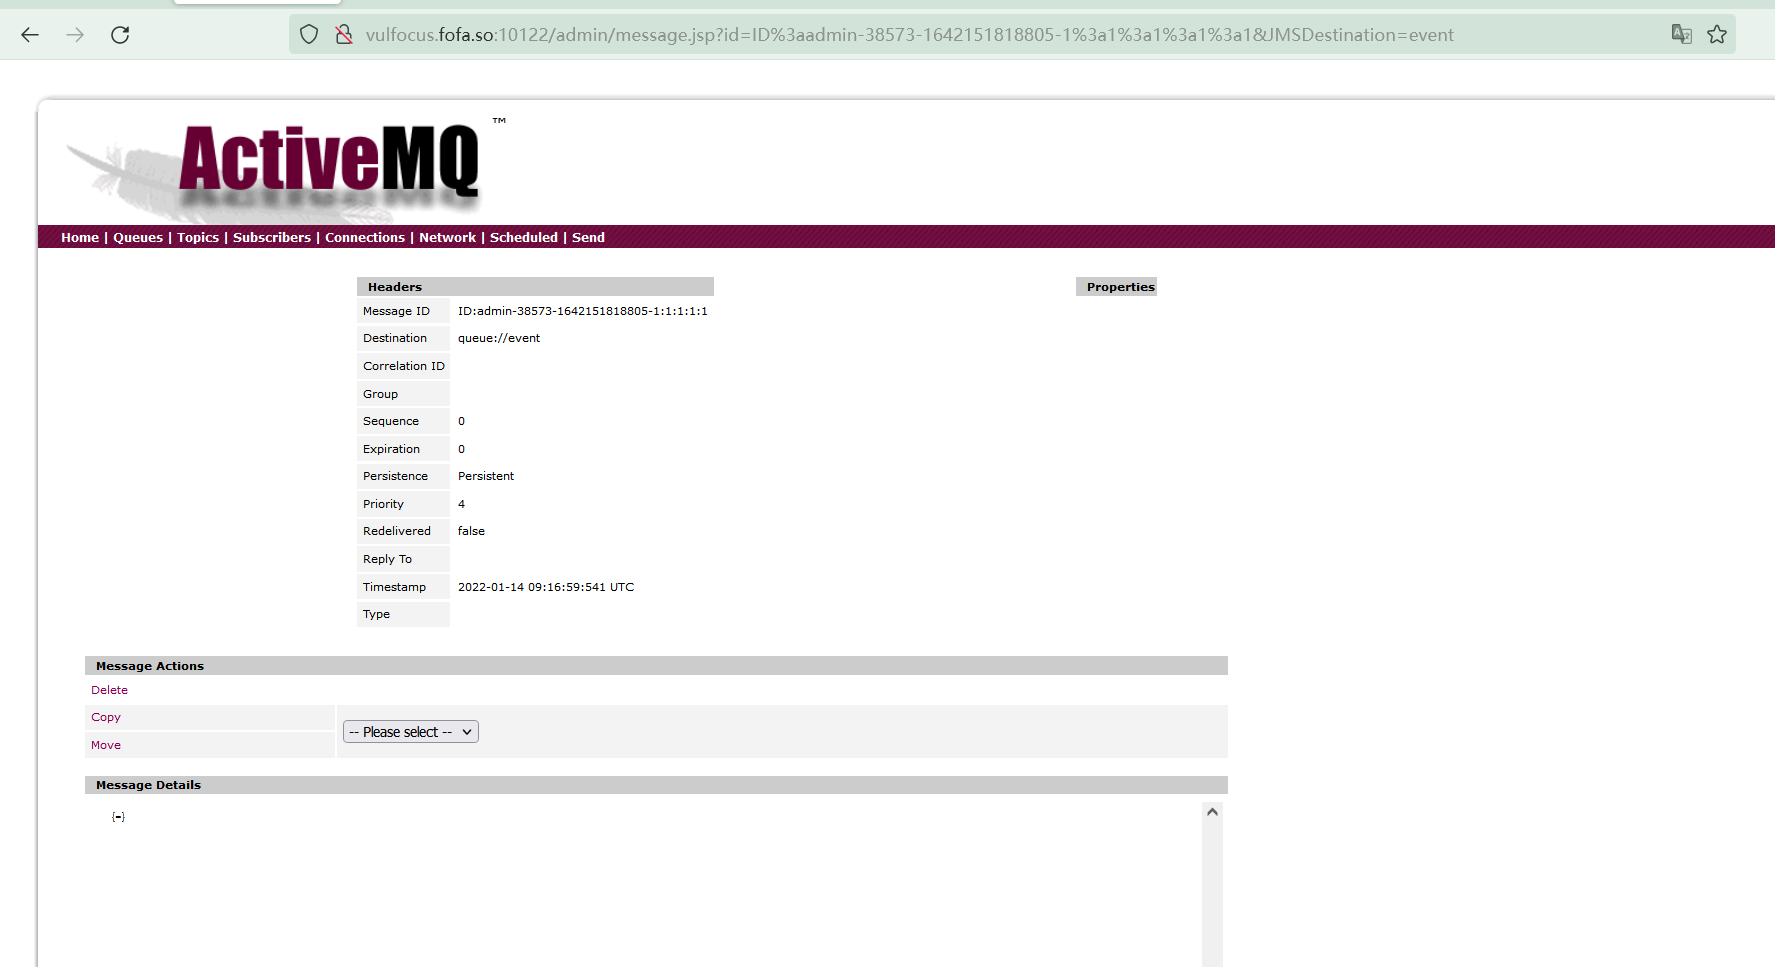 vulfocus.fofa.so:10122/admin/message.jsp?id=ID%3aadmin-38573-1642151818805-1%3a1%3a1%3a1%3a1&JMSDestination=event
ActiveMQ ™
Home | Queues | Topics | Subscribers | Connections | Network | Scheduled | Send
Headers
Message ID ID:admin-38573-1642151818805-1:1:1:1:1
Destination queue://event
Correlation ID
Group
Sequence 0
Expiration 0
Persistence Persistent
Priority 4
Redelivered false
Reply To
Timestamp 2022-01-14 09:16:59:541 UTC
Type
Properties
Message Actions
Delete
Copy
Move
-- Please select --
Message Details
{-}